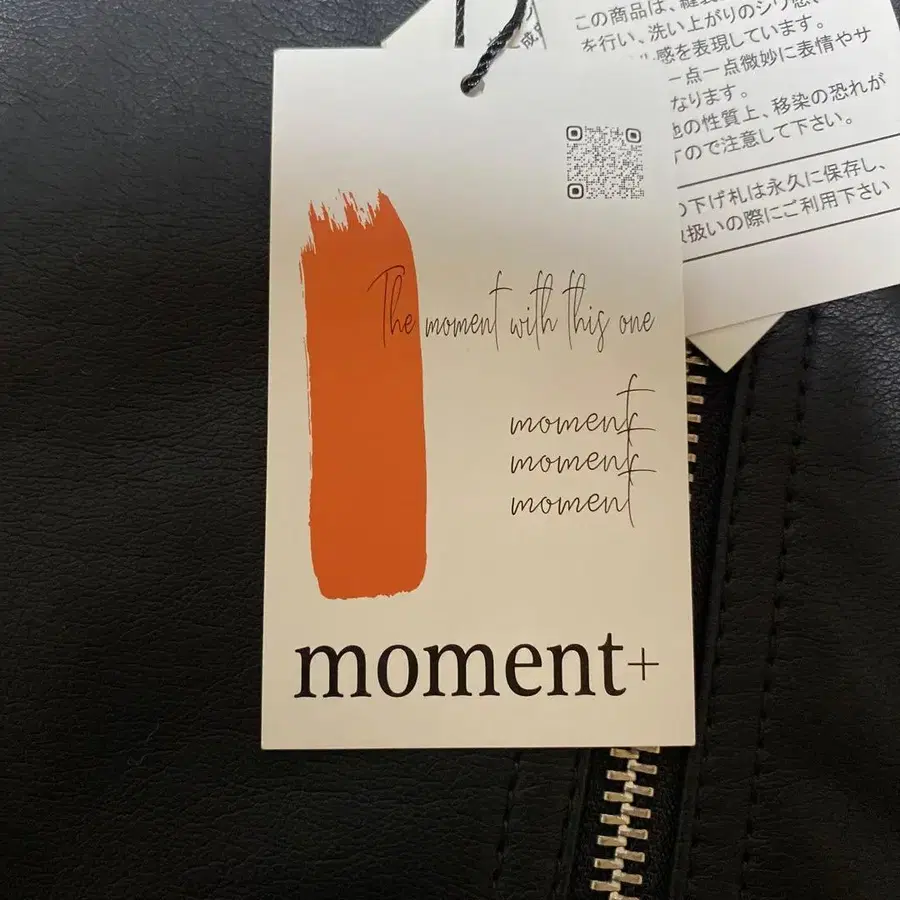 The moment with this one
moment
moment
moment
moment+
この商品は、
を行い、洗い上がりのシワ感、
感を表現しています。
一点一点微妙に表情やサ
なります。
の性質上、移染の恐れが
ので注意して下さい。
下げ札は永久に保存し、
扱いの際にご利用下さい